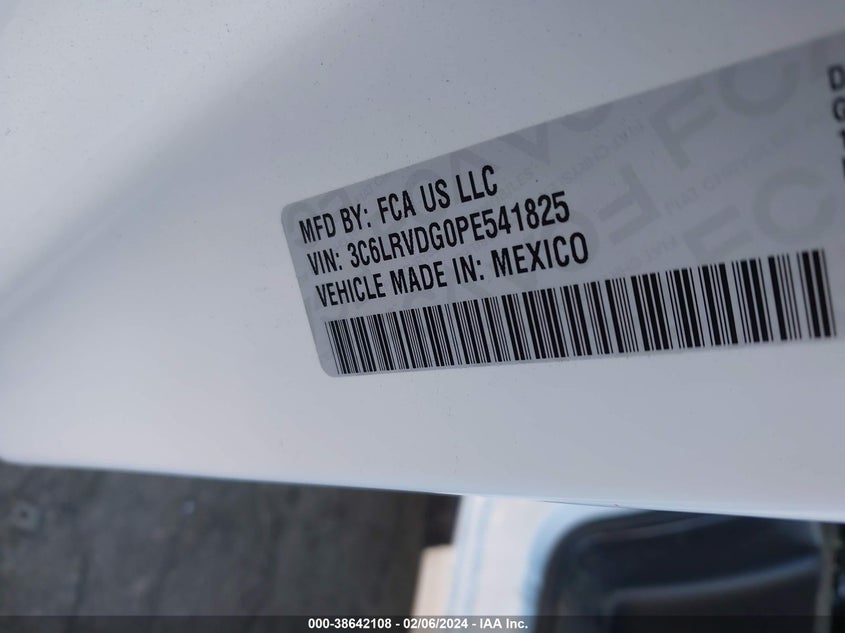 MFD BY: FCA US LLC
VIN: 3C6LRVDG0PE541825
VEHICLE MADE IN: MEXICO
000-38642108 - 02/06/2024 - IAA Inc.